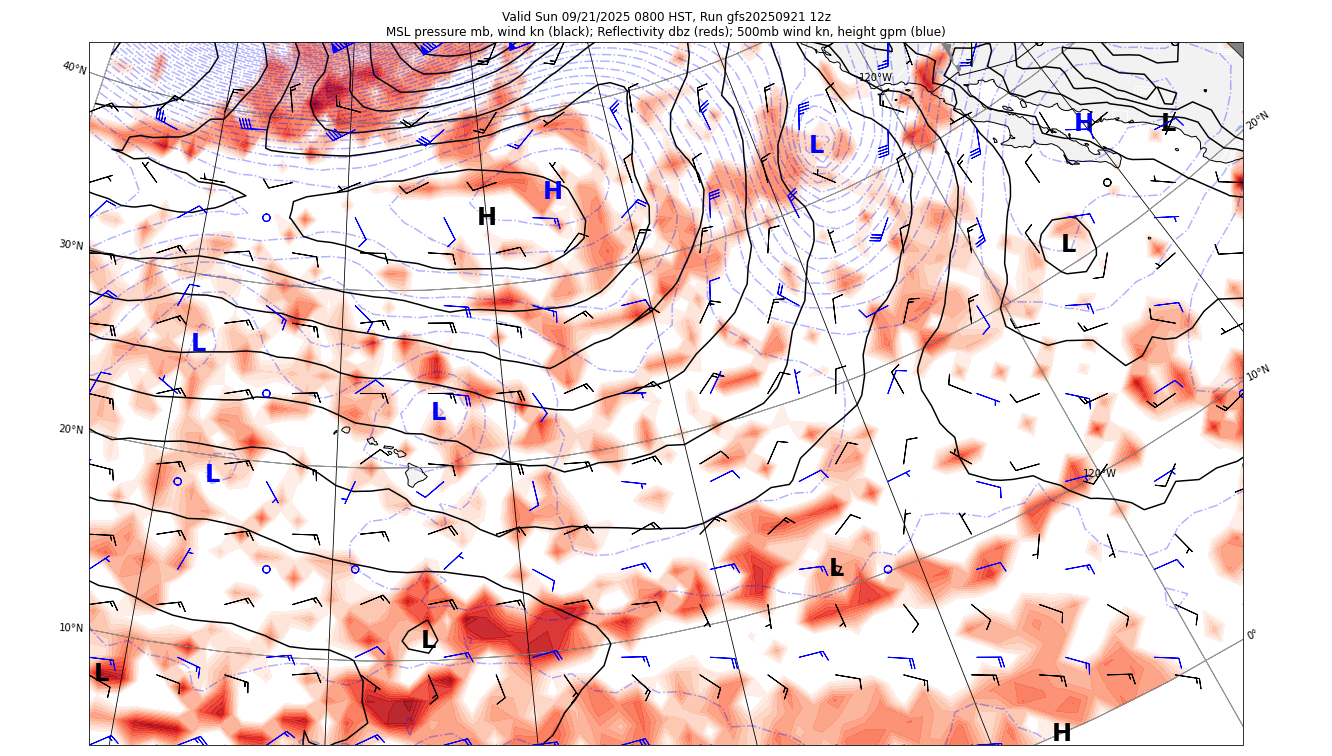 Valid Sun 09/21/2025 0800 HST, Run gfs20250921 12z
MSL pressure mb, wind kn (black); Reflectivity dbz (reds); 500mb wind kn, height gpm (blue)
40°N
120°W
20°N
H
L
L
H
H
30°N
L
L
10°N
L
20°N
L
120°W
L
L
10°N
L
0°
L
H